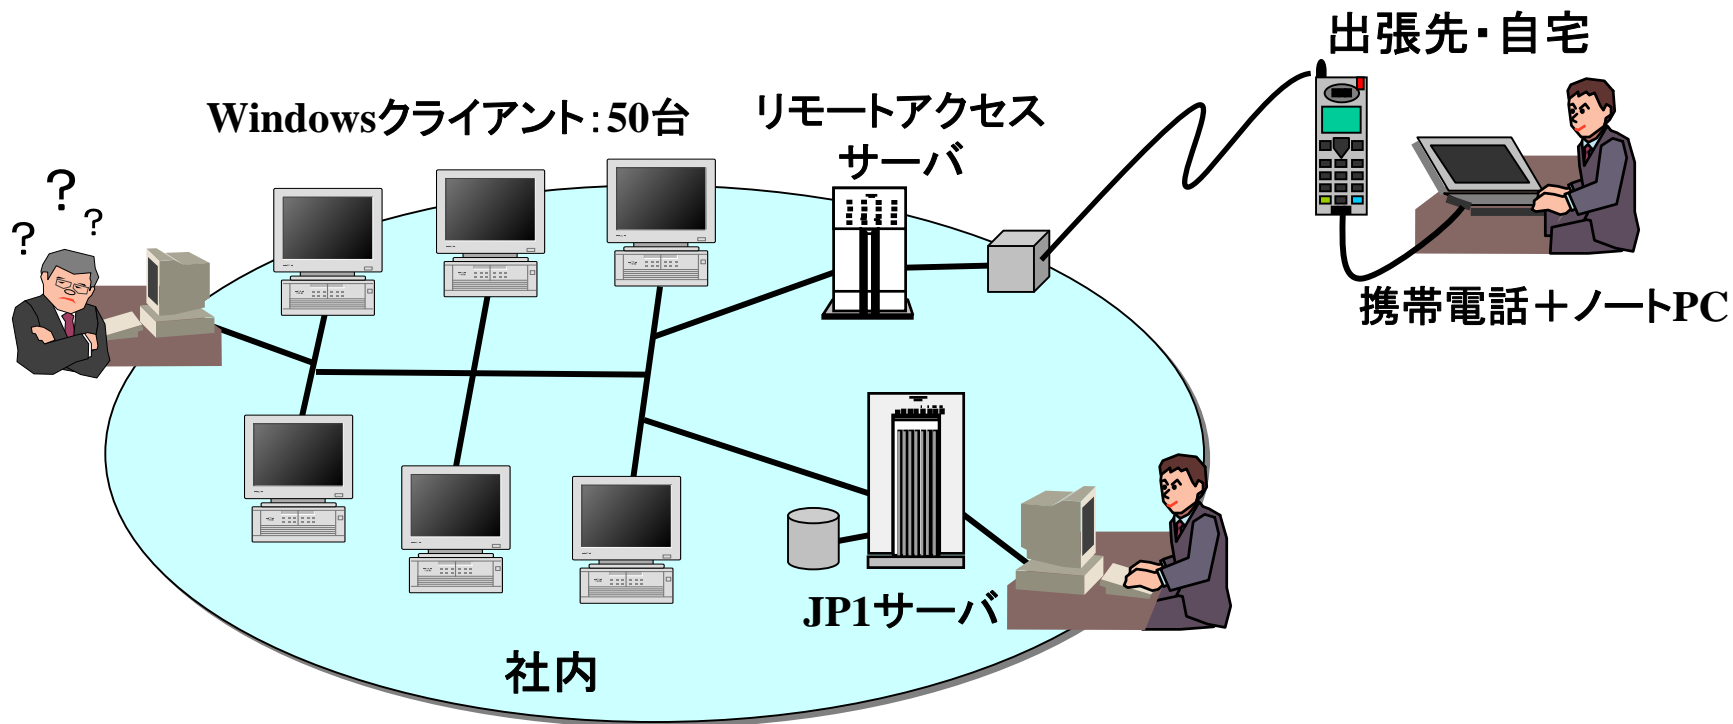 出張先・自宅
Windowsクライアント：50台
リモートアクセス
サーバ
？
？
？
携帯電話＋ノートPC
JP1サーバ
社内